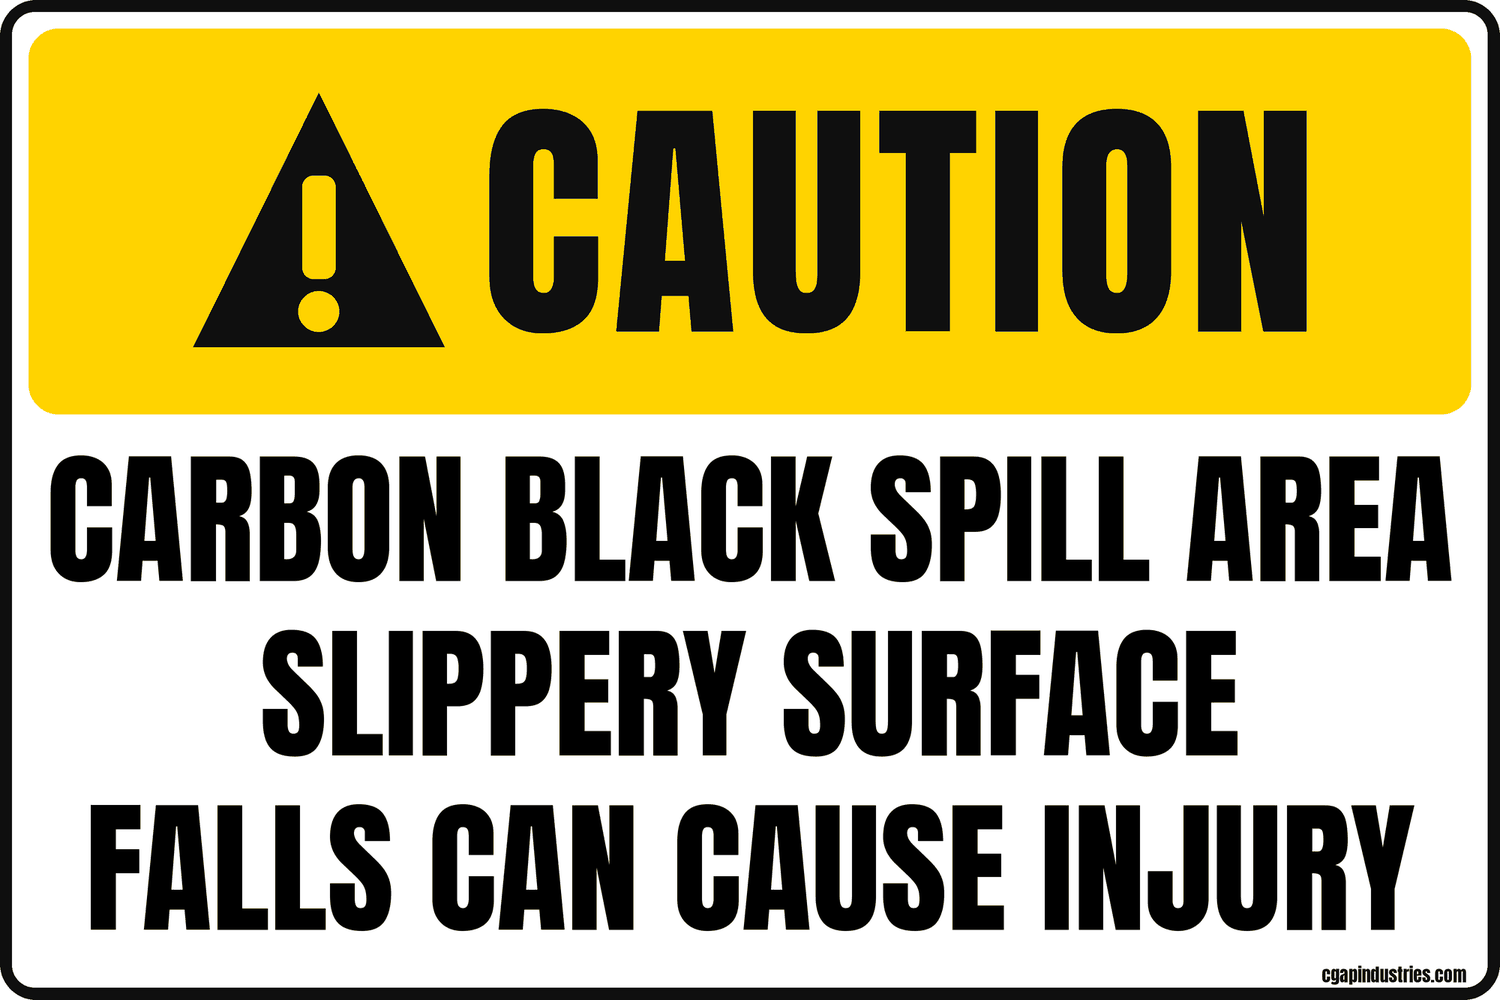 CAUTION
CARBON BLACK SPILL AREA
SLIPPERY SURFACE
FALLS CAN CAUSE INJURY
cgapindustries.com